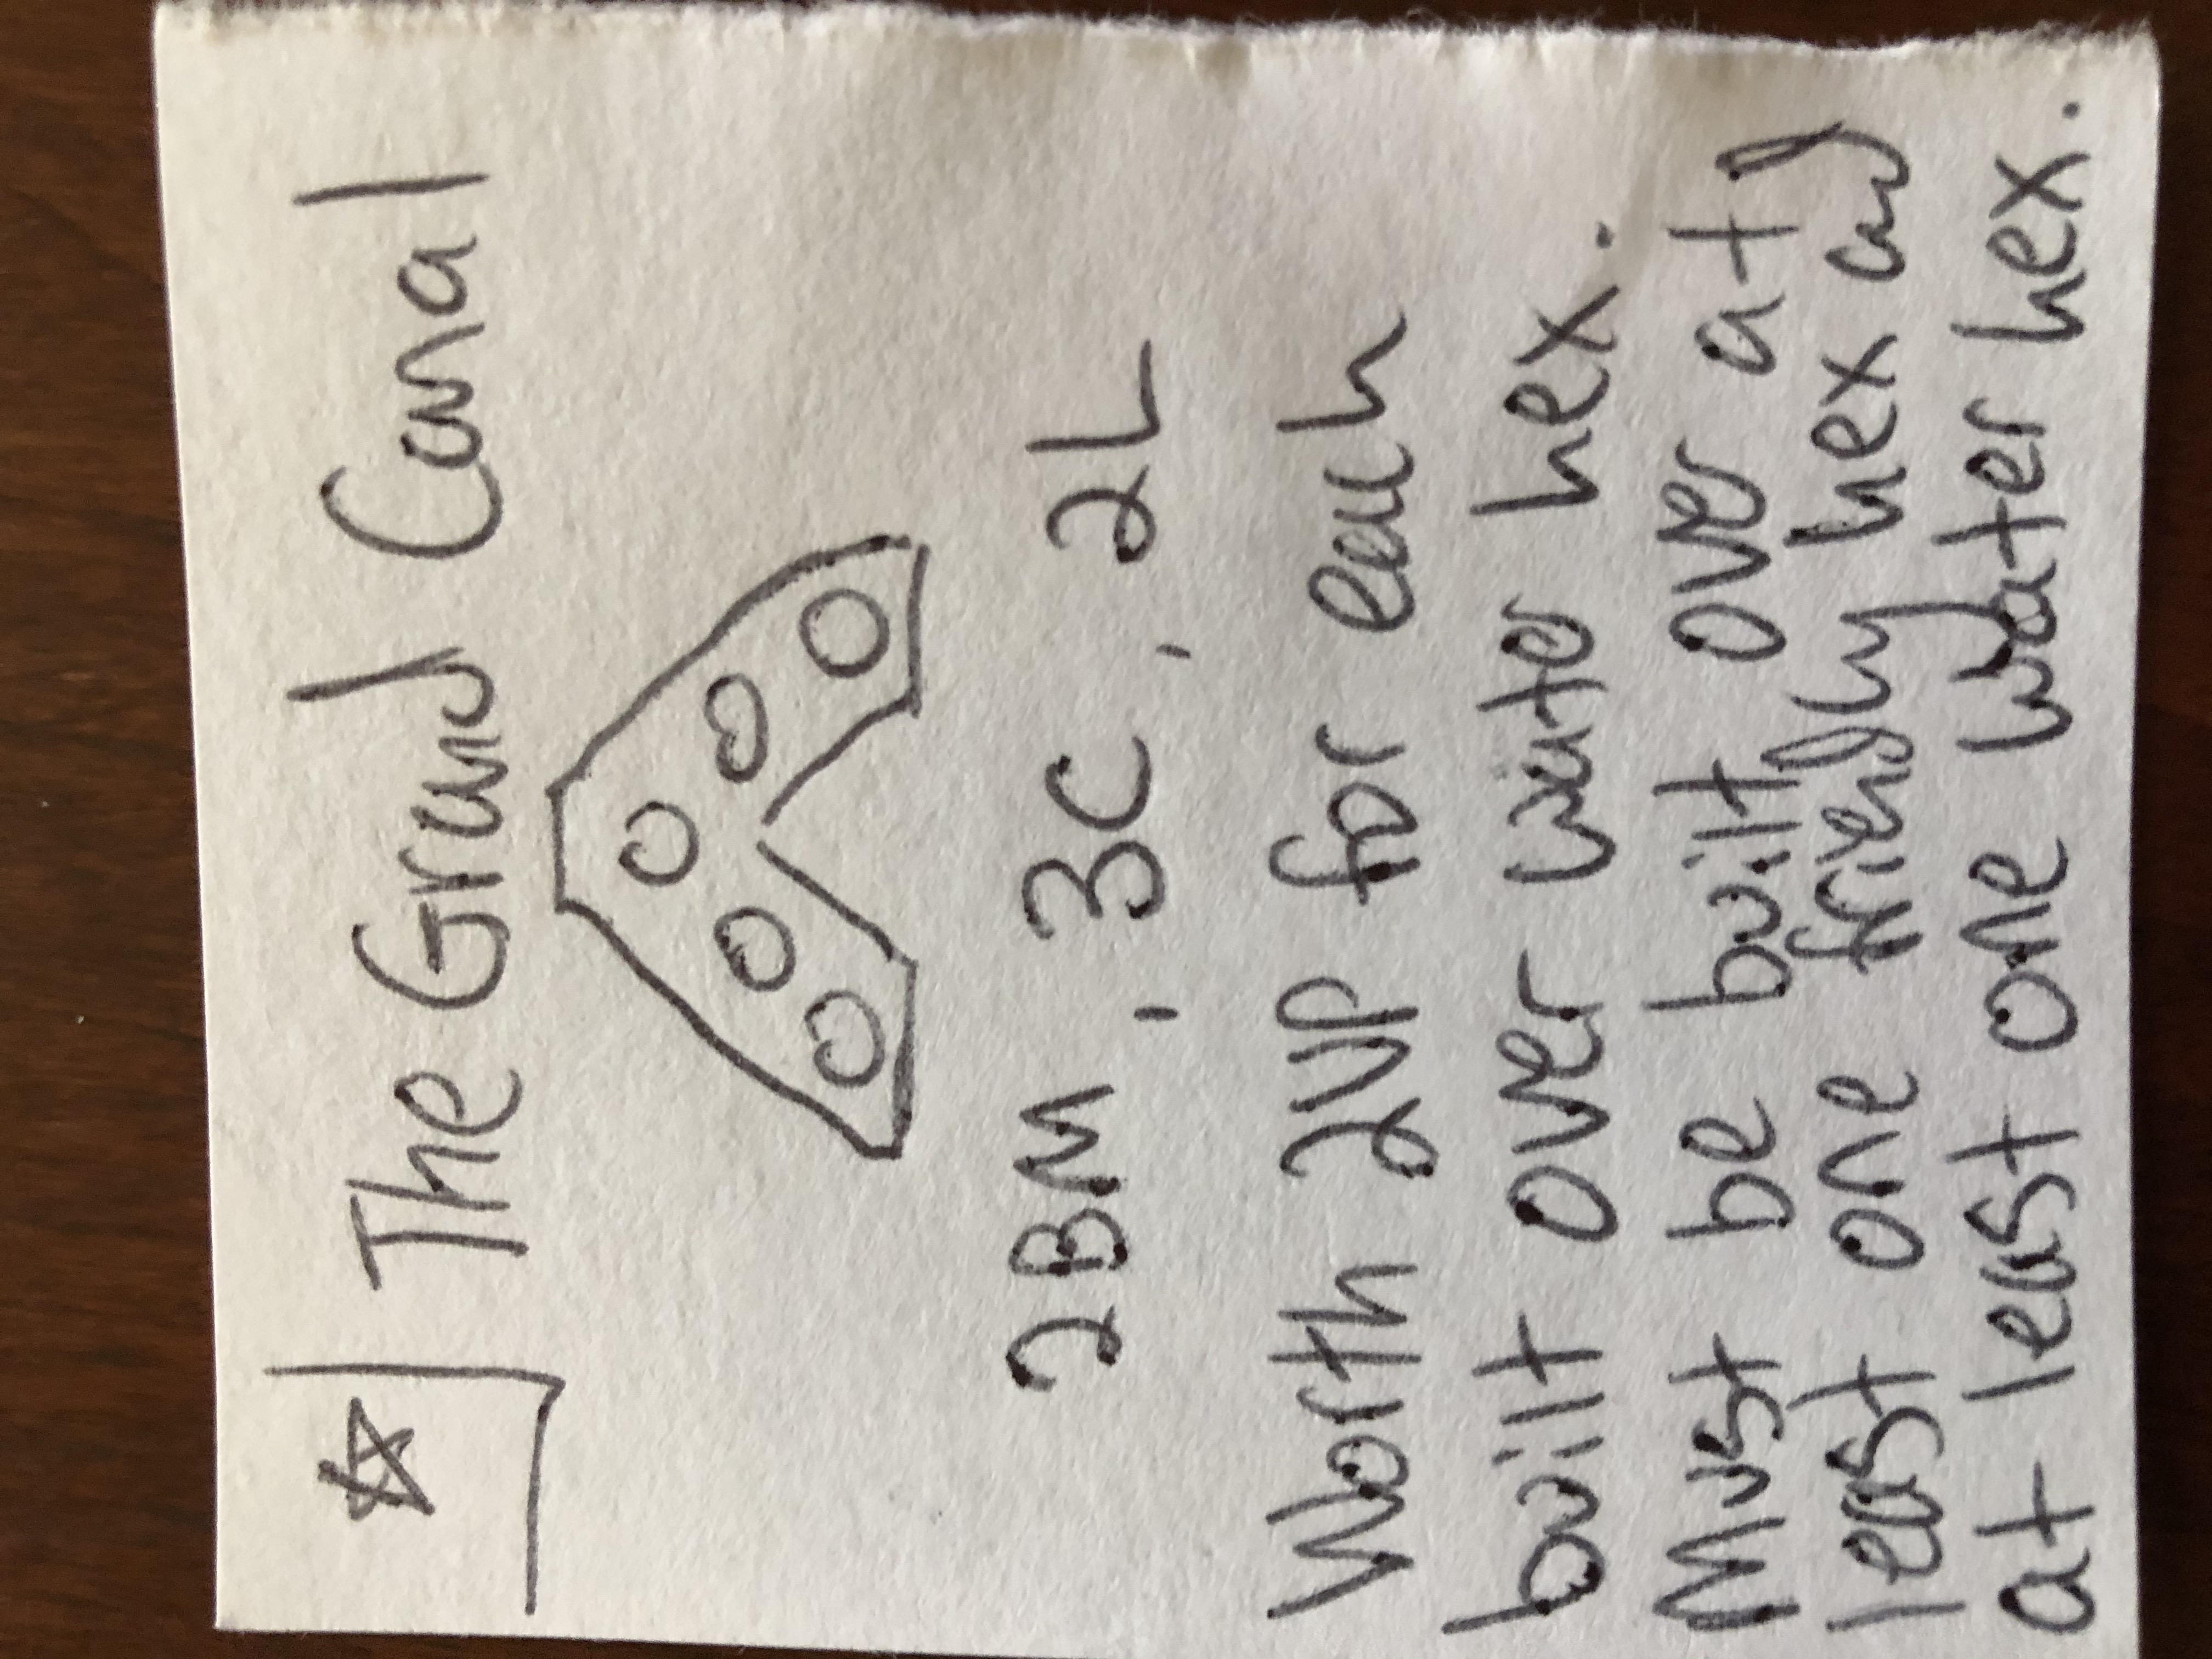 The Grand Canal
2BM, 3C, 2L
Worth 2VP for each
built over water hex.
Must be built over at
least one friendly hex and
at least one water hex.